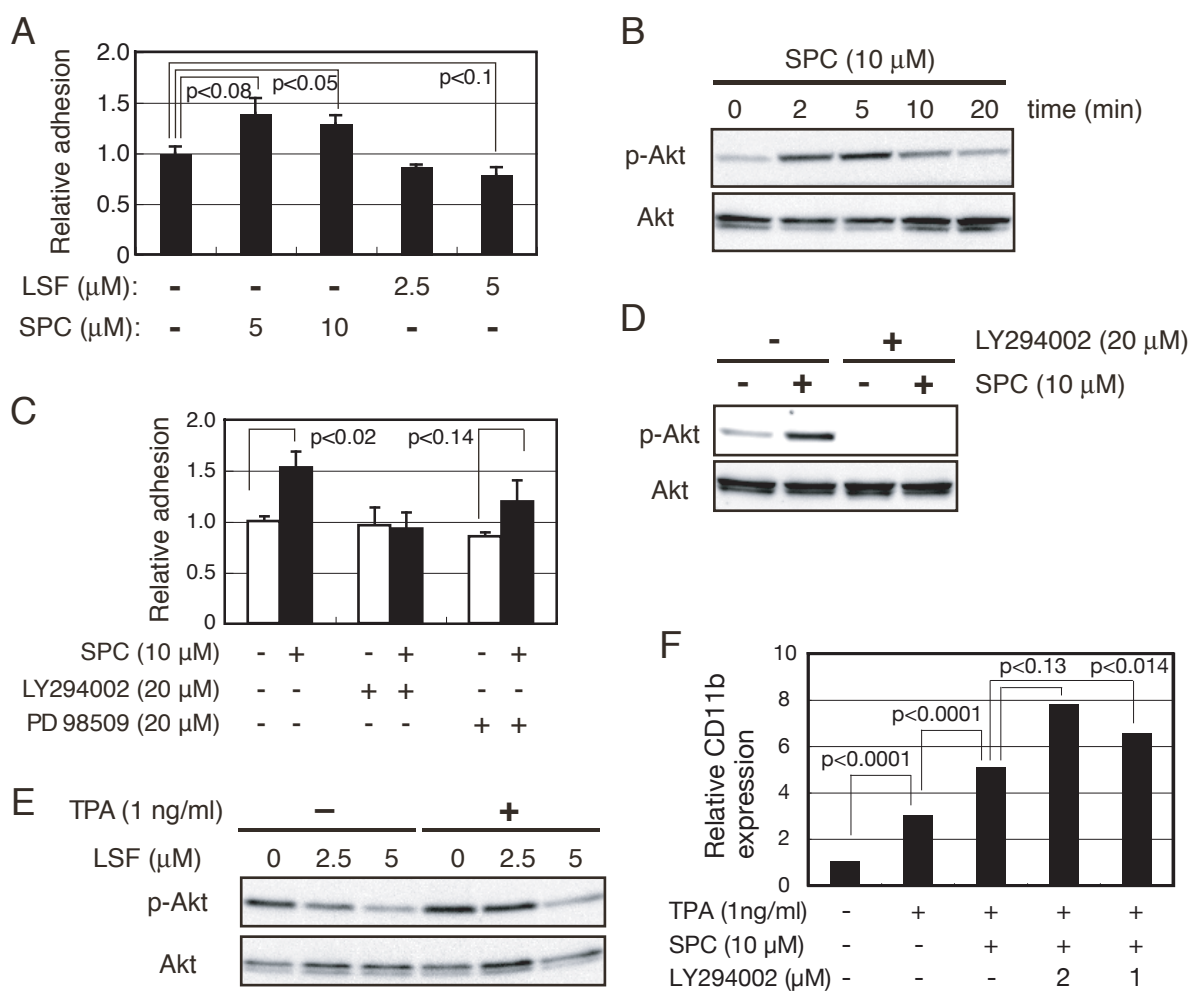 A
Relative adhesion
2.0
1.5
1.0
0.5
0
p<0.08
p<0.05
p<0.1
LSF (μM): - - - 2.5 5
SPC (μM): - 5 10 - -
B
SPC (10 μM)
0 2 5 10 20 time (min)
p-Akt
Akt
C
Relative adhesion
2.0
1.5
1.0
0.5
0
p<0.02
p<0.14
SPC (10 μM) - + - + - +
LY294002 (20 μM) - - + + - -
PD 98509 (20 μM) - - - - + +
D
- + LY294002 (20 μM)
- + - + SPC (10 μM)
p-Akt
Akt
E
TPA (1 ng/ml) - +
LSF (μM) 0 2.5 5 0 2.5 5
p-Akt
Akt
F
Relative CD11b
expression
10
8
6
4
2
0
p<0.0001
p<0.0001
p<0.13
p<0.014
TPA (1ng/ml) - + + + +
SPC (10 μM) - - + + +
LY294002 (μM) - - - 2 1